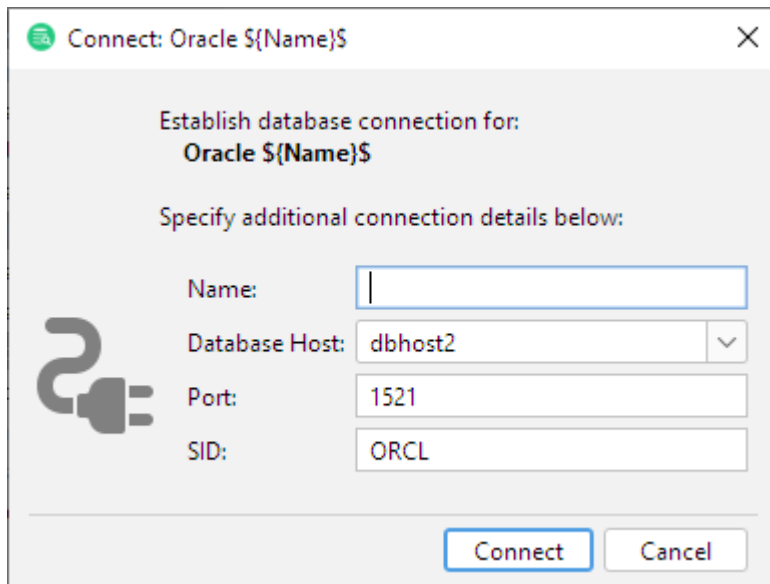 Connect: Oracle ${Name}$
Establish database connection for:
Oracle ${Name}$
Specify additional connection details below:
Name:
Database Host: dbhost2
Port: 1521
SID: ORCL
Connect Cancel